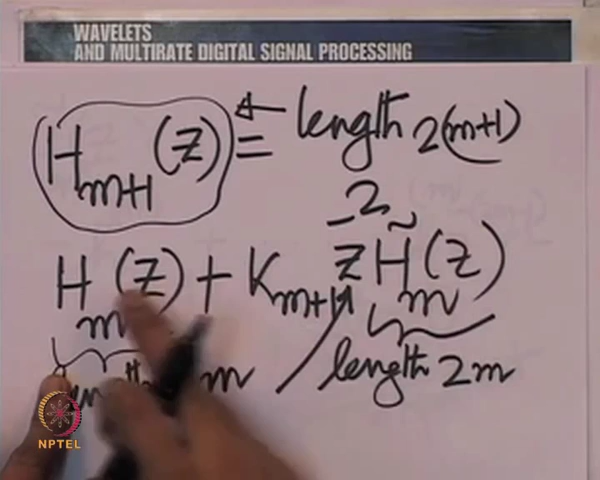 WAVELETS
AND MULTIRATE DIGITAL SIGNAL PROCESSING
H_{m+1}(Z) = ← length 2(m+1)
H_m(Z) + K_{m+1} z^{-2} H̃_m(Z)
m length 2m
NPTEL